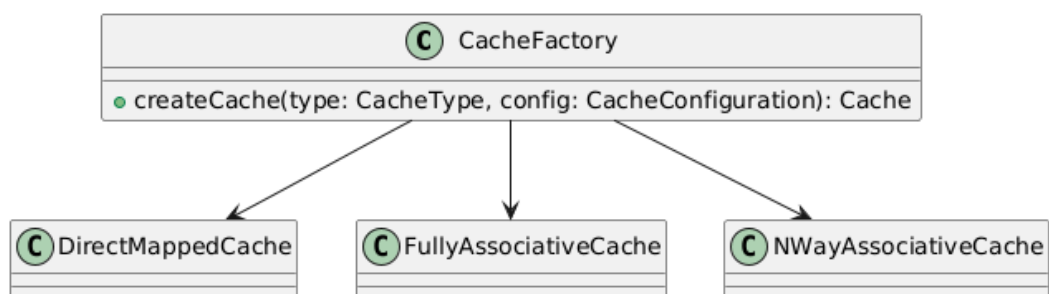 C CacheFactory
createCache(type: CacheType, config: CacheConfiguration): Cache
C DirectMappedCache C FullyAssociativeCache C NWayAssociativeCache